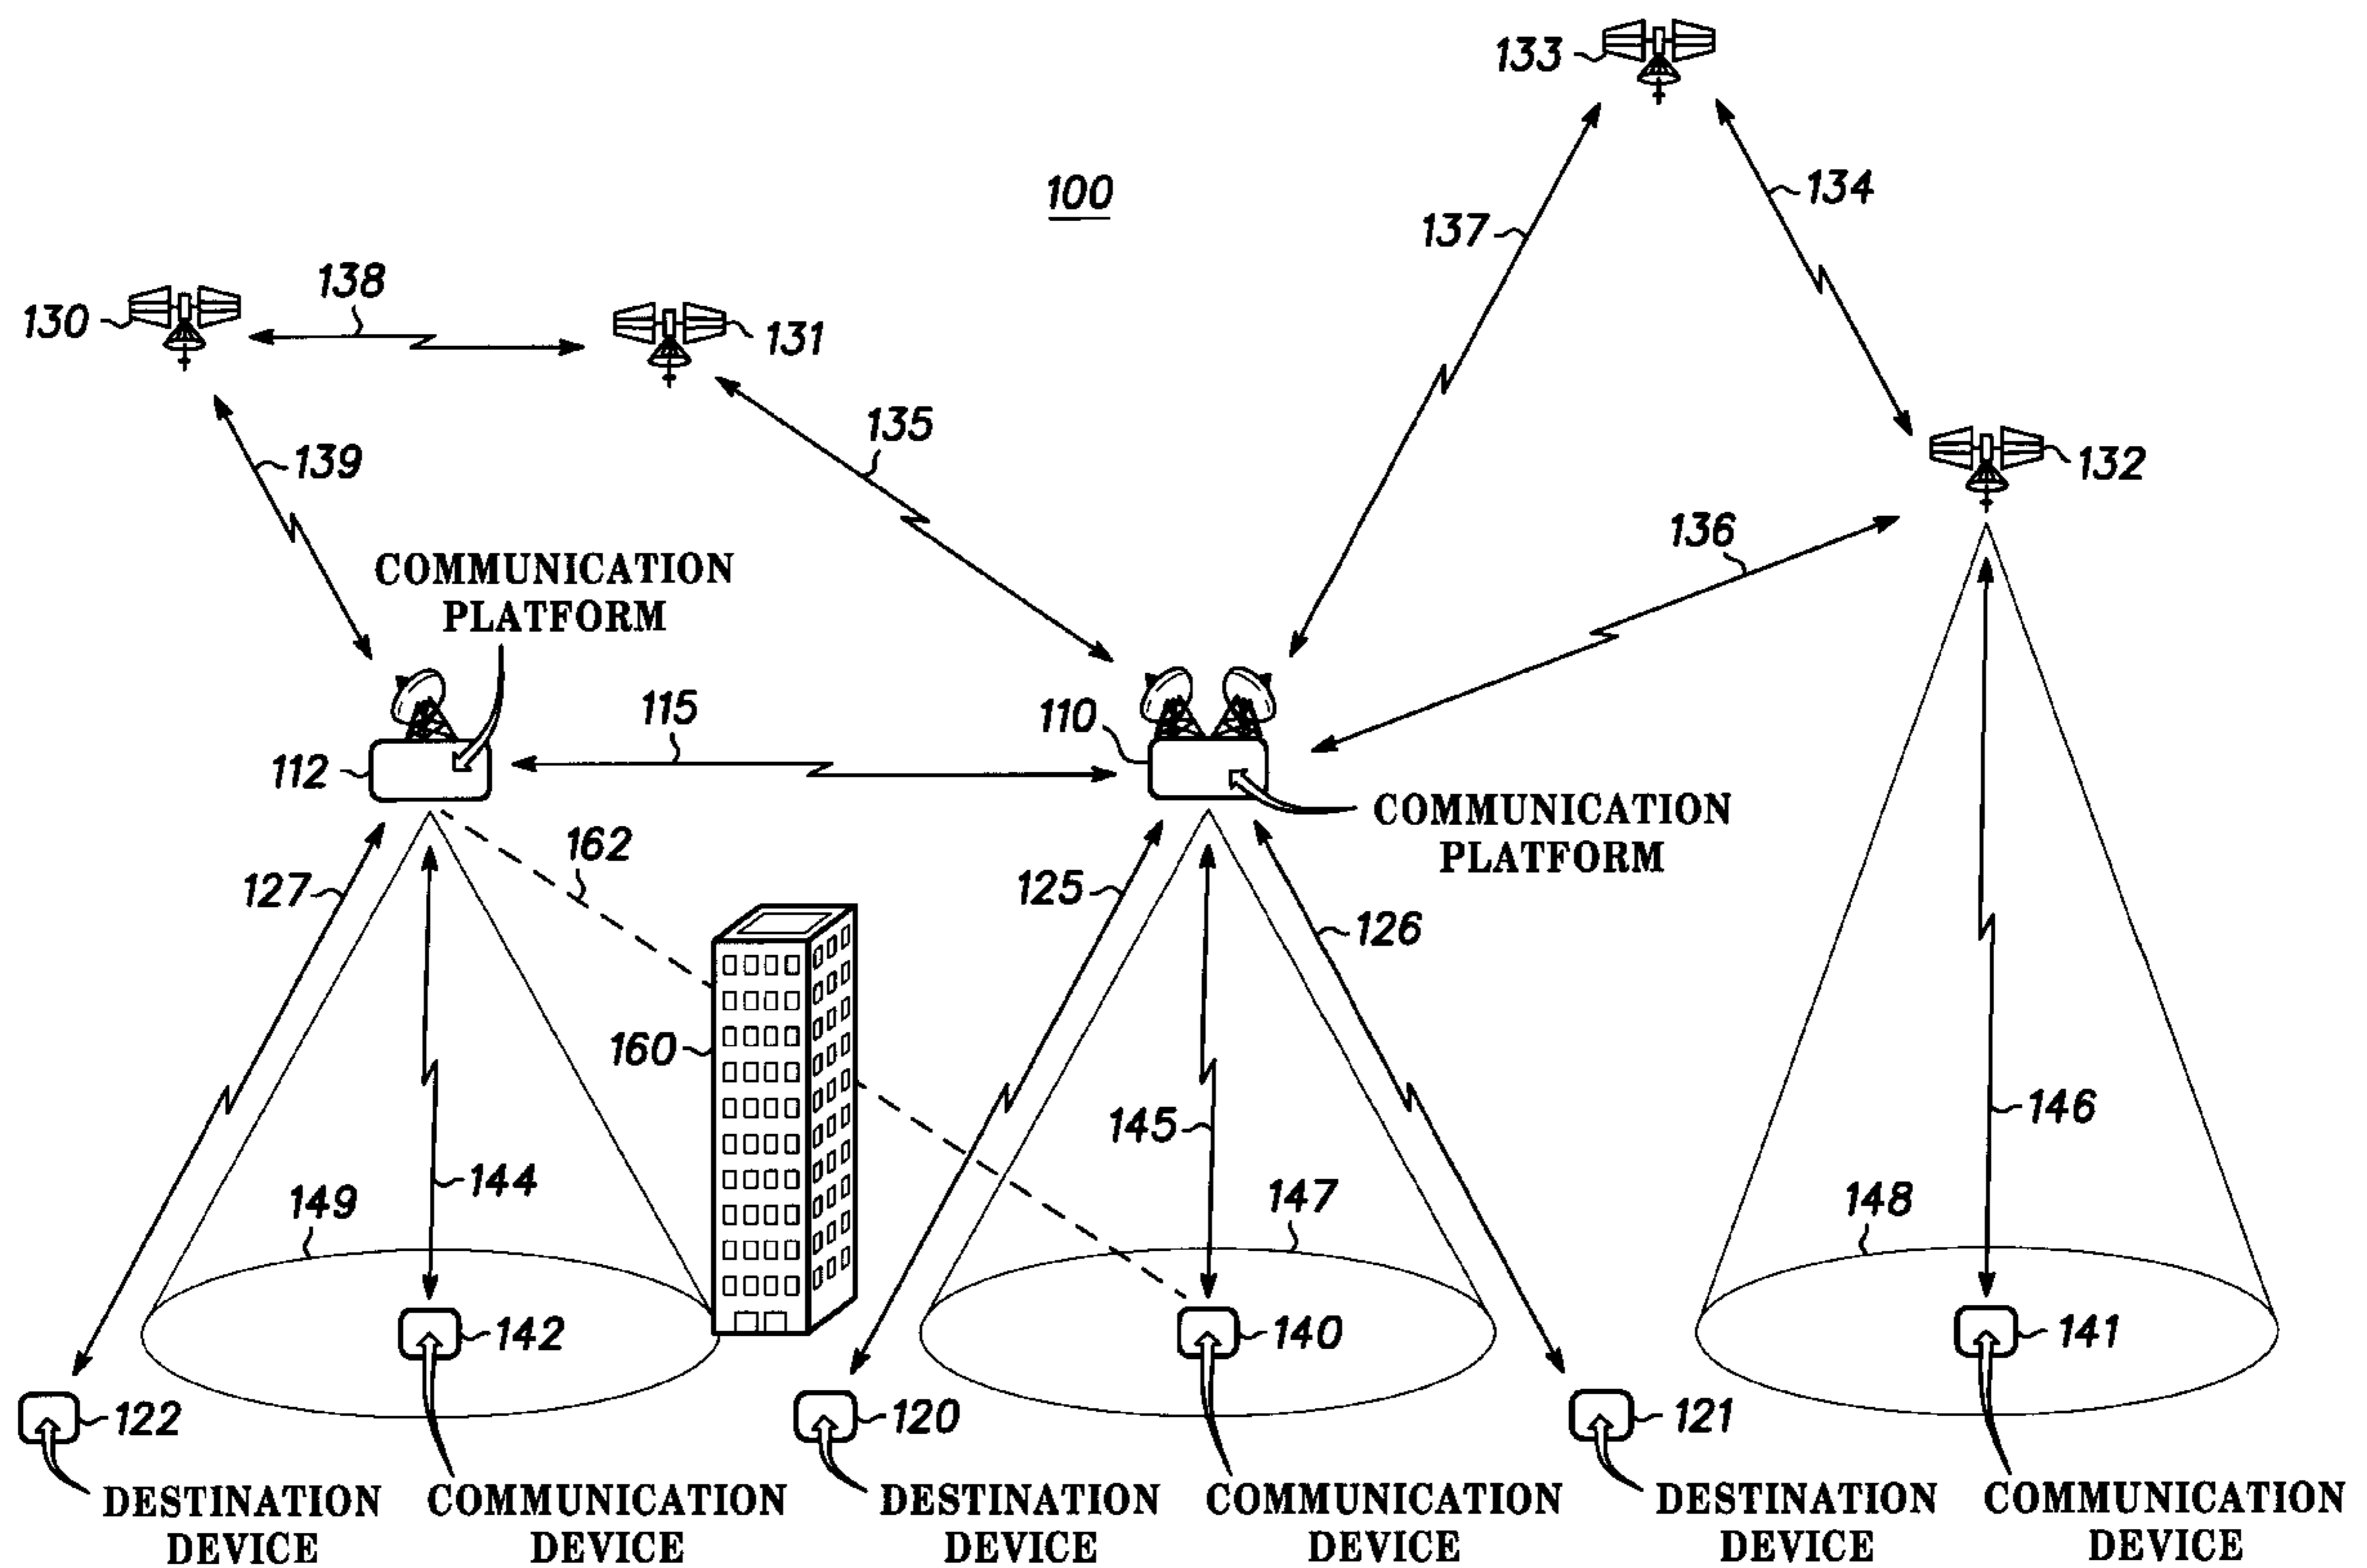 133
100
134
137
138
130
131
135
139
132
136
COMMUNICATION
PLATFORM
115
110
112
COMMUNICATION
PLATFORM
162
127
125
126
160
146
145
144
149
147
148
142
140
141
122
120
121
DESTINATION
DEVICE
COMMUNICATION
DEVICE
DESTINATION
DEVICE
COMMUNICATION
DEVICE
DESTINATION
DEVICE
COMMUNICATION
DEVICE